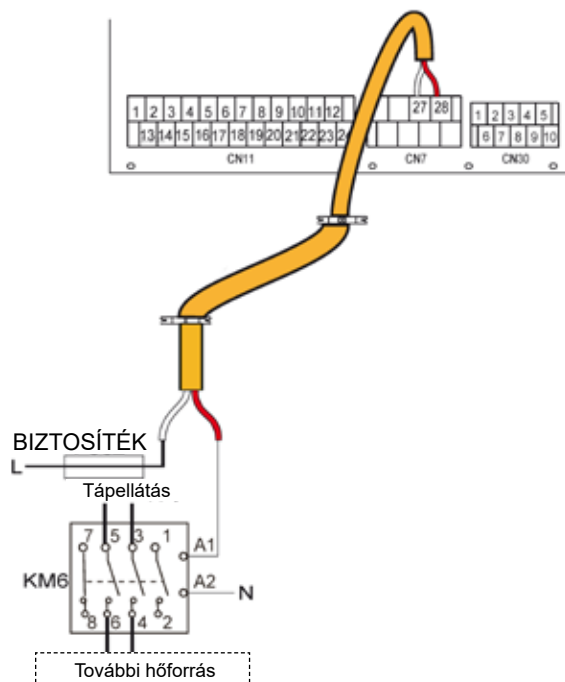 27 28
1 2 3 4 5 6 7 8 9 10 11 12
1 2 3 4 5
13 14 15 16 17 18 19 20 21 22 23 24
6 7 8 9 10
CN11
CN7
CN30
BIZTOSÍTÉK
L
Tápellátás
7 5 3 1
A1
KM6
A2
N
8 6 4 2
További hőforrás